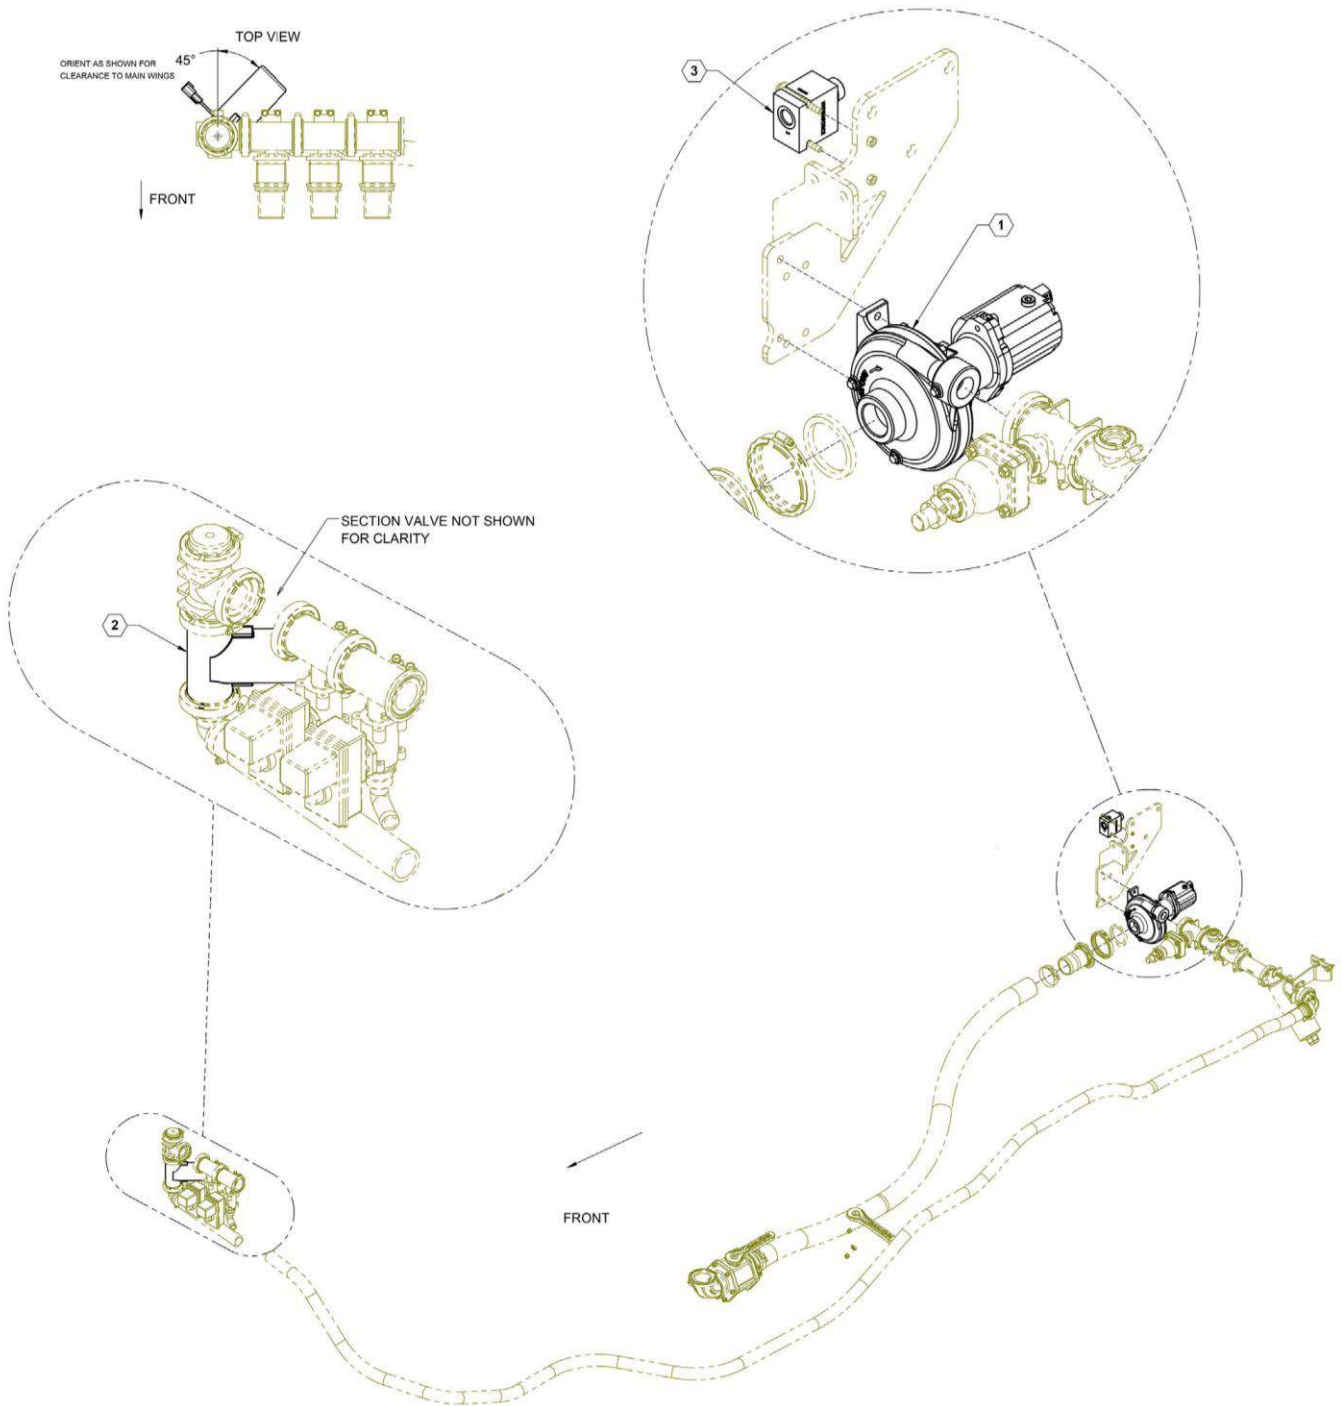 TOP VIEW
45°
ORIENT AS SHOWN FOR
CLEARANCE TO MAIN WINGS
FRONT
3
1
SECTION VALVE NOT SHOWN
FOR CLARITY
2
FRONT